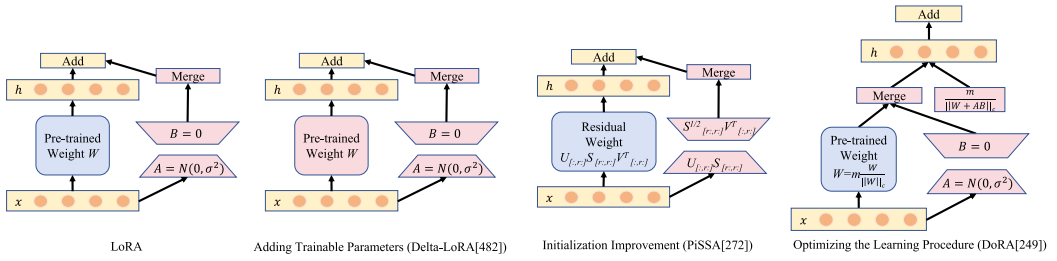 Add
h
Merge
Pre-trained
Weight W
B = 0
A = N(0, σ²)
x
LoRA
Add
h
Merge
Pre-trained
Weight W
B = 0
A = N(0, σ²)
x
Adding Trainable Parameters (Delta-LoRA[482])
Add
h
Merge
Residual
Weight
U[:,r:]S[r:,r:]V^T[:,r:]
S^1/2[r:,r:]V^T[:,r:]
U[:,r:]S[r:,r:]
x
Initialization Improvement (PiSSA[272])
Add
h
Merge
m
||W + AB||c
Pre-trained
Weight
W=m W/||W||c
B = 0
A = N(0, σ²)
x
Optimizing the Learning Procedure (DoRA[249])